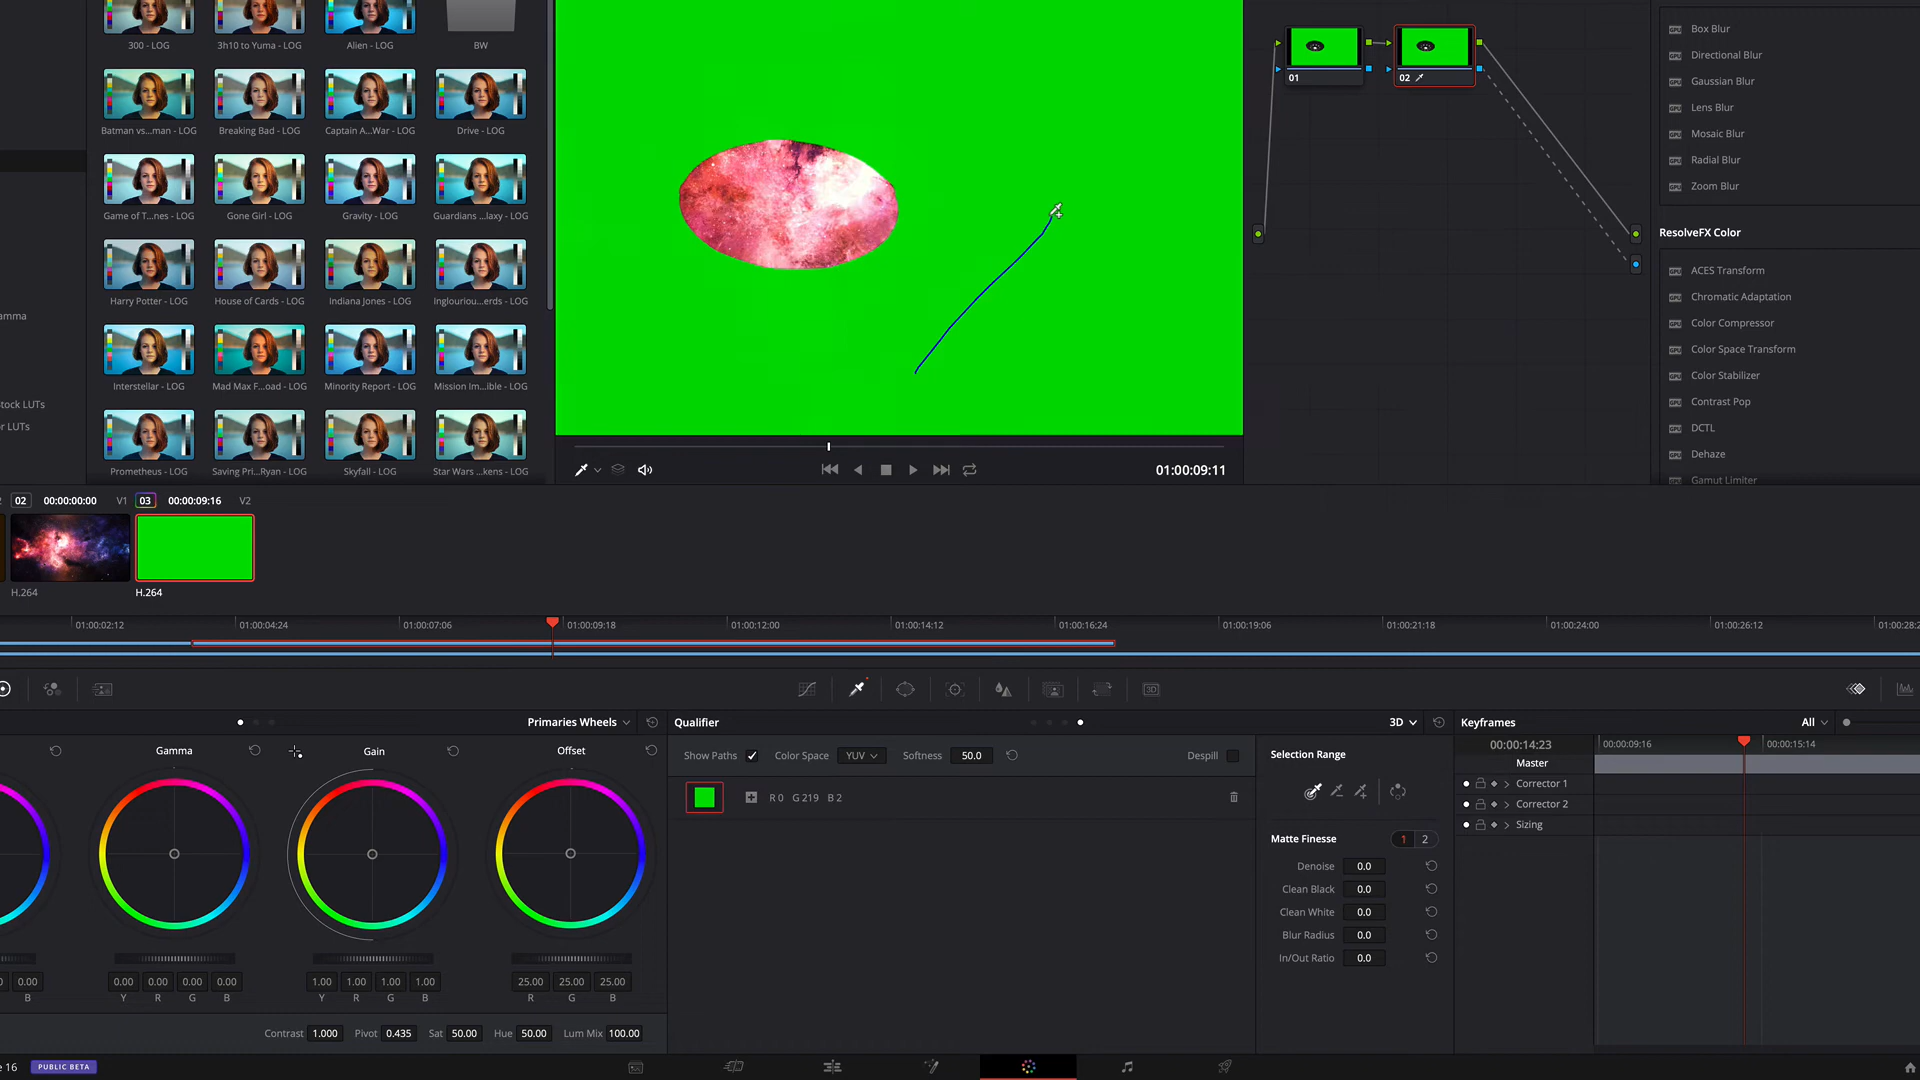 300 - LOG
3h10 to Yuma - LOG
Alien - LOG
BW
Batman vs...man - LOG
Breaking Bad - LOG
Captain A...War - LOG
Drive - LOG
Game of T...nes - LOG
Gone Girl - LOG
Gravity - LOG
Guardians ...laxy - LOG
Harry Potter - LOG
House of Cards - LOG
Indiana Jones - LOG
Inglouriou...erds - LOG
Interstellar - LOG
Mad Max F...oad - LOG
Minority Report - LOG
Mission Im...ible - LOG
Prometheus - LOG
Saving Pri...Ryan - LOG
Skyfall - LOG
Star Wars ...kens - LOG
amma
tock LUTs
or LUTs
01:00:09:11
01
02
Box Blur
Directional Blur
Gaussian Blur
Lens Blur
Mosaic Blur
Radial Blur
Zoom Blur
ResolveFX Color
ACES Transform
Chromatic Adaptation
Color Compressor
Color Space Transform
Color Stabilizer
Contrast Pop
DCTL
Dehaze
Gamut Limiter
02 00:00:00:00 V1
03 00:00:09:16 V2
H.264
H.264
01:00:02:12 01:00:04:24 01:00:07:06 01:00:09:18 01:00:12:00 01:00:14:12 01:00:16:24 01:00:19:06 01:00:21:18 01:00:24:00 01:00:26:12 01:00:28:2
3D
Primaries Wheels
Gamma
Gain
Offset
0.00
B
0.00 0.00 0.00 0.00
Y R G B
1.00 1.00 1.00 1.00
Y R G B
25.00 25.00 25.00
R G B
Contrast 1.000 Pivot 0.435 Sat 50.00 Hue 50.00 Lum Mix 100.00
Qualifier
3D
Show Paths Color Space YUV Softness 50.0 Despill
R 0 G 219 B 2
Selection Range
Matte Finesse 1 2
Denoise 0.0
Clean Black 0.0
Clean White 0.0
Blur Radius 0.0
In/Out Ratio 0.0
Keyframes All
00:00:14:23 00:00:09:16 00:00:15:14
Master
Corrector 1
Corrector 2
Sizing
e 16 PUBLIC BETA